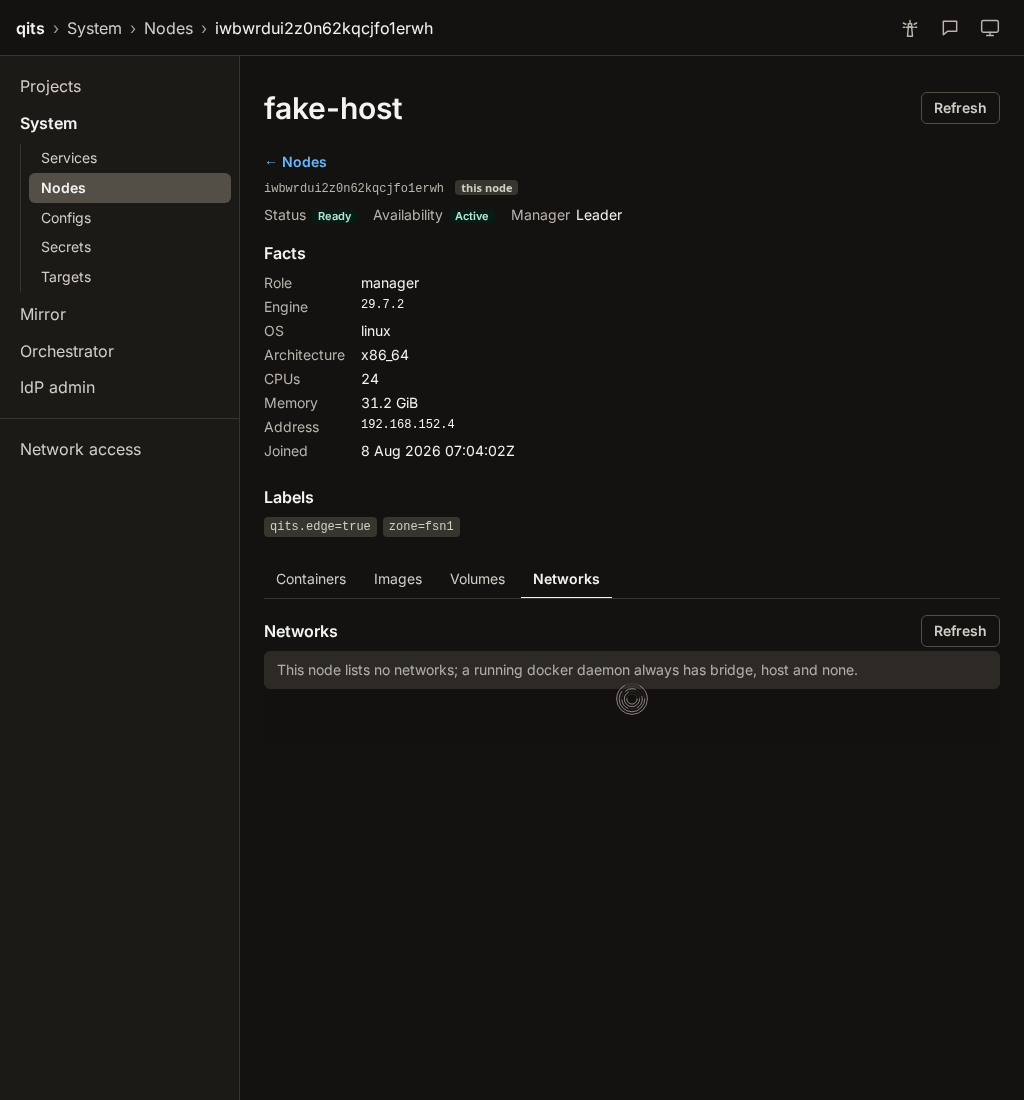 qits › System › Nodes › iwbwrdui2z0n62kqcjfo1erwh
Projects
System
Services
Nodes
Configs
Secrets
Targets
Mirror
Orchestrator
IdP admin
Network access
fake-host
Refresh
← Nodes
iwbwrdui2z0n62kqcjfo1erwh this node
Status Ready Availability Active Manager Leader
Facts
Role manager
Engine 29.7.2
OS linux
Architecture x86_64
CPUs 24
Memory 31.2 GiB
Address 192.168.152.4
Joined 8 Aug 2026 07:04:02Z
Labels
qits.edge=true zone=fsn1
Containers Images Volumes Networks
Networks
Refresh
This node lists no networks; a running docker daemon always has bridge, host and none.